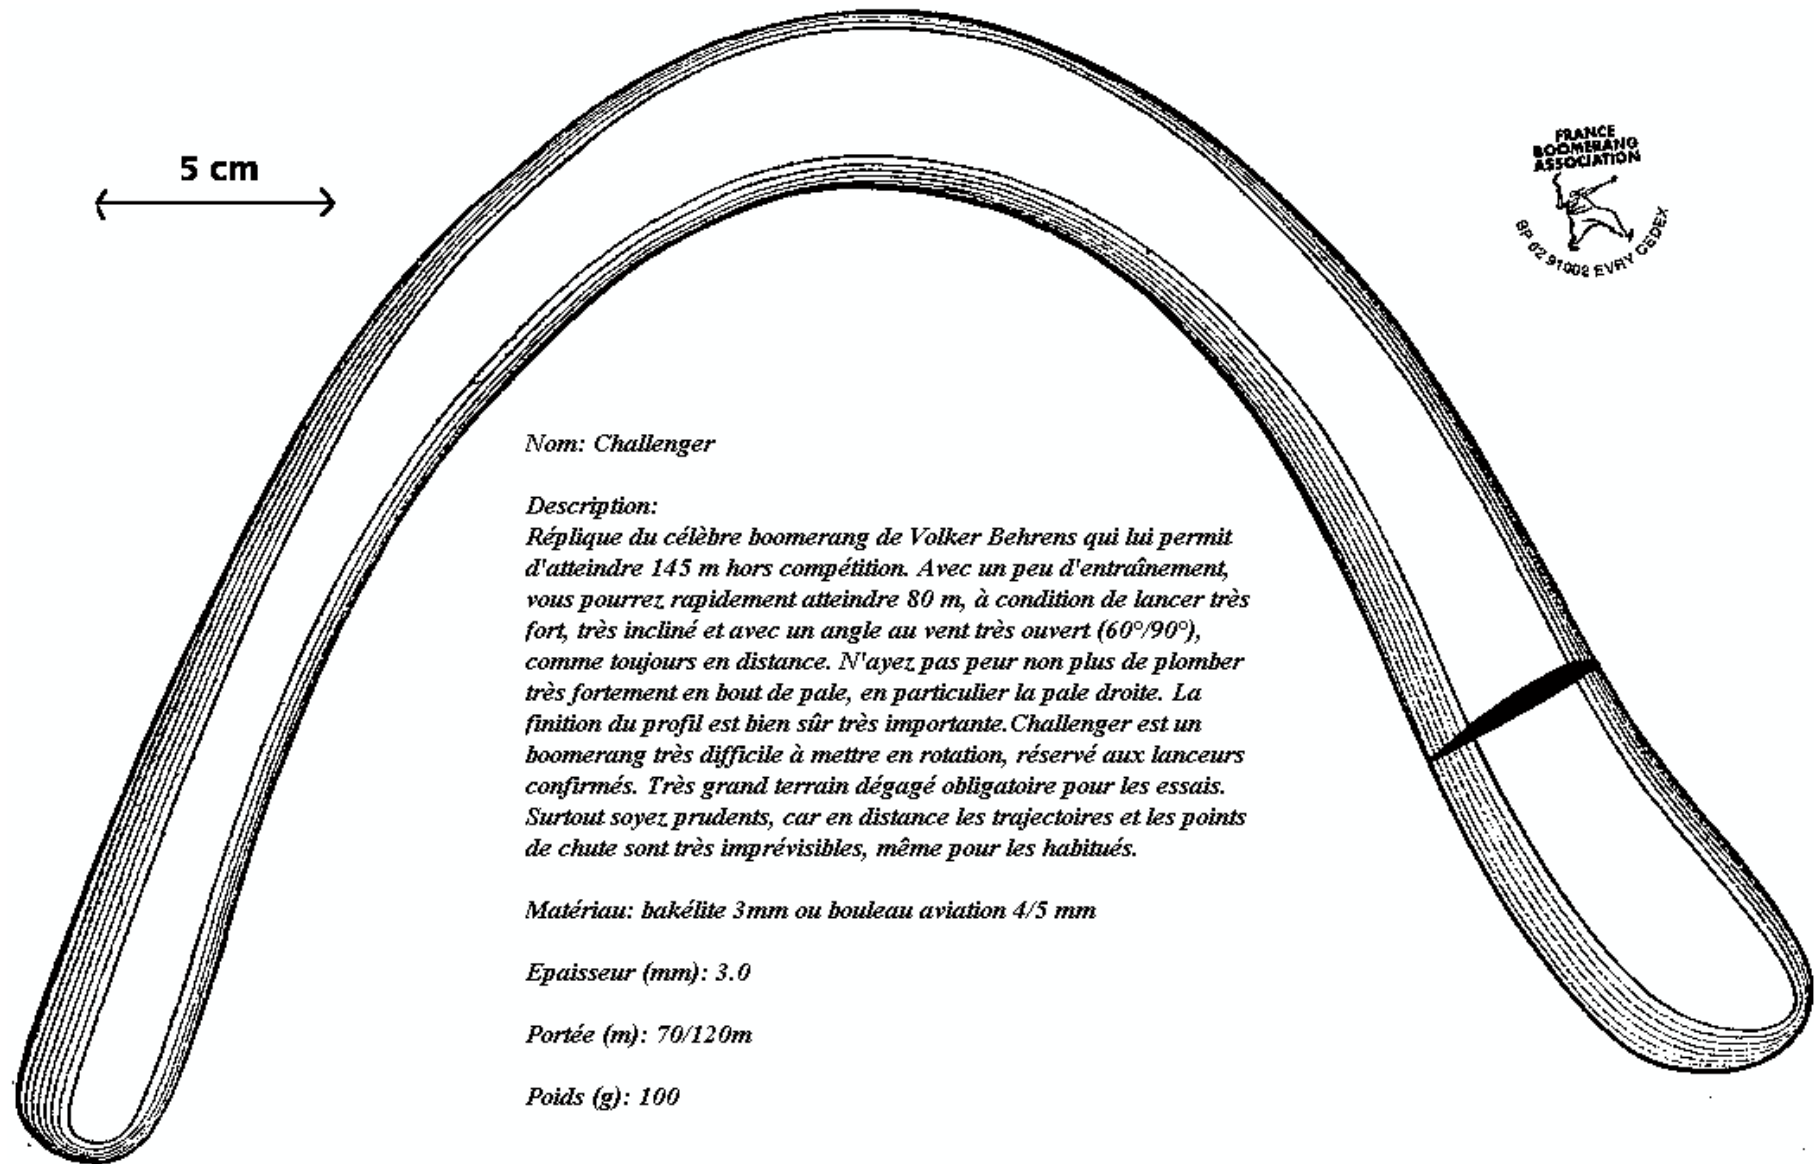 5 cm
FRANCE
BOOMERANG
ASSOCIATION
BP 62 91002 EVRY CEDEX
Nom: Challenger
Description:
Réplique du célèbre boomerang de Volker Behrens qui lui permit
d'atteindre 145 m hors compétition. Avec un peu d'entraînement,
vous pourrez rapidement atteindre 80 m, à condition de lancer très
fort, très incliné et avec un angle au vent très ouvert (60°/90°),
comme toujours en distance. N'ayez pas peur non plus de plomber
très fortement en bout de pale, en particulier la pale droite. La
finition du profil est bien sûr très importante. Challenger est un
boomerang très difficile à mettre en rotation, réservé aux lanceurs
confirmés. Très grand terrain dégagé obligatoire pour les essais.
Surtout soyez prudents, car en distance les trajectoires et les points
de chute sont très imprévisibles, même pour les habitués.
Matériau: bakélite 3mm ou bouleau aviation 4/5 mm
Epaisseur (mm): 3.0
Portée (m): 70/120m
Poids (g): 100